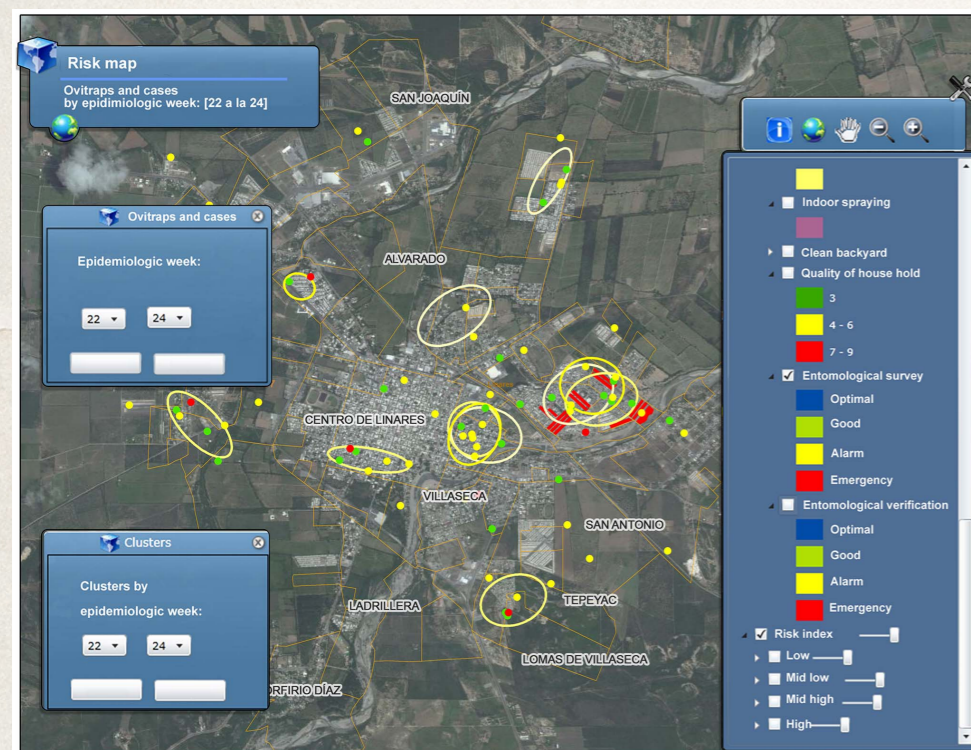 Risk map
Ovitraps and cases
by epidimiologic week: [22 a la 24]
SAN JOAQUÍN
Ovitraps and cases
Epidemiologic week:
22
24
ALVARADO
CENTRO DE LINARES
VILLASECA
SAN ANTONIO
Clusters
Clusters by
epidemiologic week:
22
24
LADRILLERA
TEPEYAC
LOMAS DE VILLASECA
ORFIRIO DÍAZ
Indoor spraying
Clean backyard
Quality of house hold
3
4 - 6
7 - 9
Entomological survey
Optimal
Good
Alarm
Emergency
Entomological verification
Optimal
Good
Alarm
Emergency
Risk index
Low
Mid low
Mid high
High